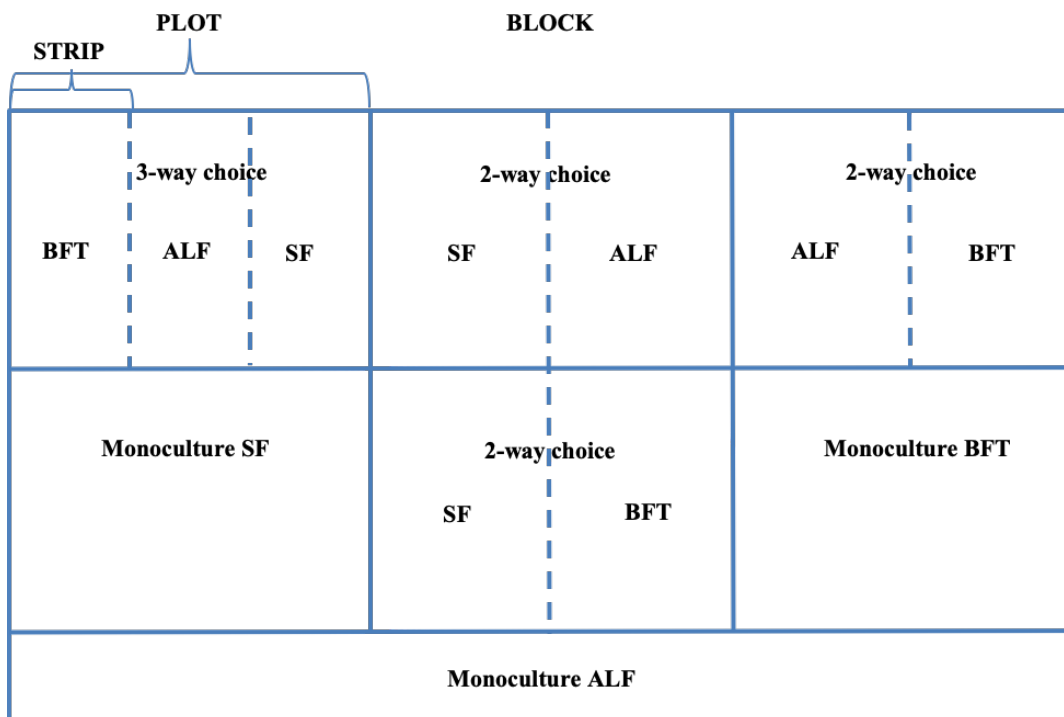 PLOT
BLOCK
STRIP
3-way choice
2-way choice
2-way choice
BFT
ALF
SF
SF
ALF
ALF
BFT
Monoculture SF
2-way choice
Monoculture BFT
SF
BFT
Monoculture ALF